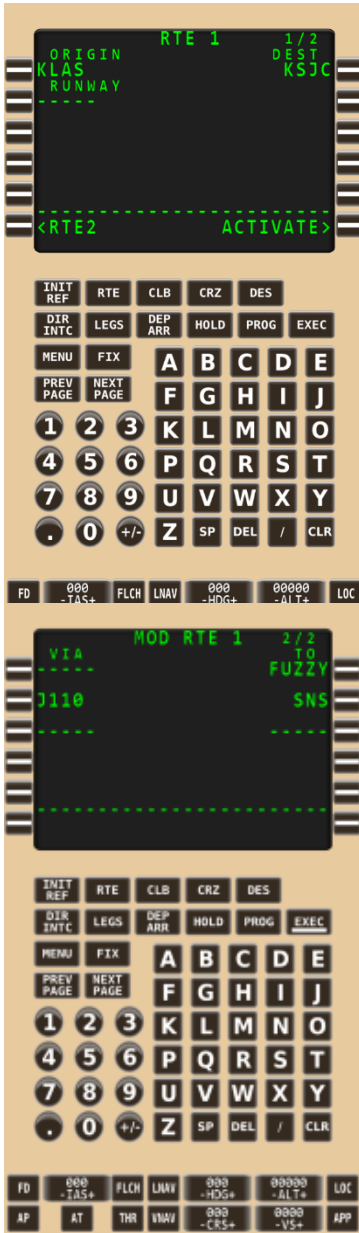 RTE 1 1/2
ORIGIN DEST
KLAS KSJC
RUNWAY
-----
------------------------
<RTE2 ACTIVATE>
INIT REF RTE CLB CRZ DES
DIR INTC LEGS DEP ARR HOLD PROG EXEC
MENU FIX A B C D E
PREV PAGE NEXT PAGE F G H I J
1 2 3 K L M N O
4 5 6 P Q R S T
7 8 9 U V W X Y
. 0 +/- Z SP DEL / CLR
FD 000 -IAS+ FLCH LNAV 000 -HDG+ 00000 -ALT+ LOC
MOD RTE 1 2/2
VIA TO
----- FUZZY
J110 SNS
----- -----
------------------------
INIT REF RTE CLB CRZ DES
DIR INTC LEGS DEP ARR HOLD PROG EXEC
MENU FIX A B C D E
PREV PAGE NEXT PAGE F G H I J
1 2 3 K L M N O
4 5 6 P Q R S T
7 8 9 U V W X Y
. 0 +/- Z SP DEL / CLR
FD 000 -IAS+ FLCH LNAV 000 -HDG+ 00000 -ALT+ LOC
AP AT THR VNAV 000 -CRS+ 0000 -VS+ APP